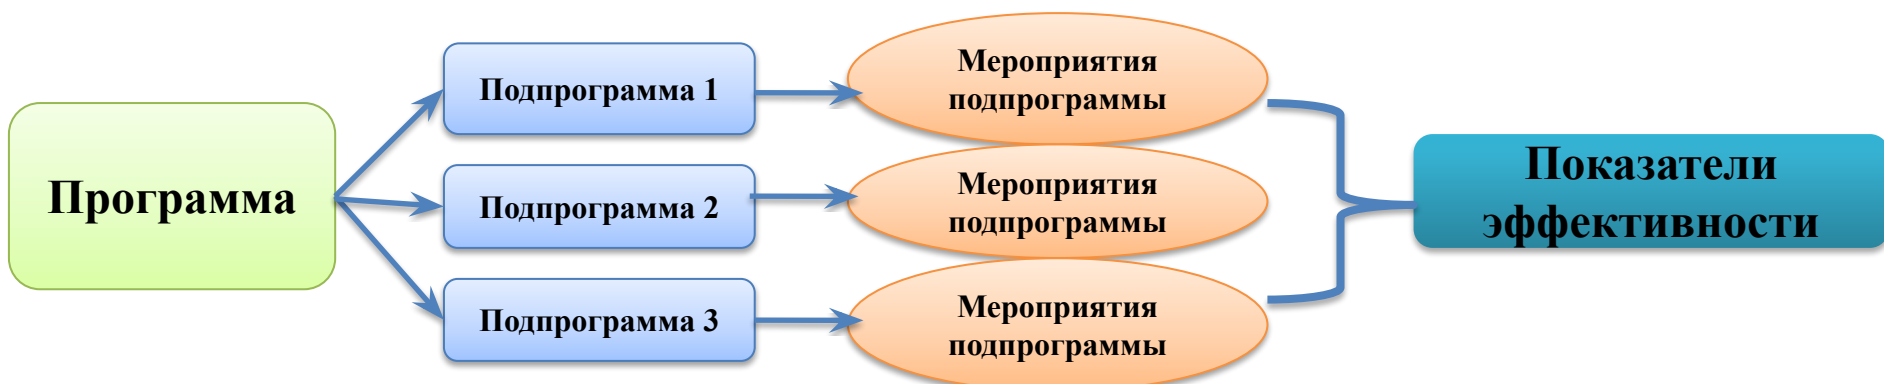 Программа
Подпрограмма 1
Подпрограмма 2
Подпрограмма 3
Мероприятия
подпрограммы
Мероприятия
подпрограммы
Мероприятия
подпрограммы
Показатели
эффективности